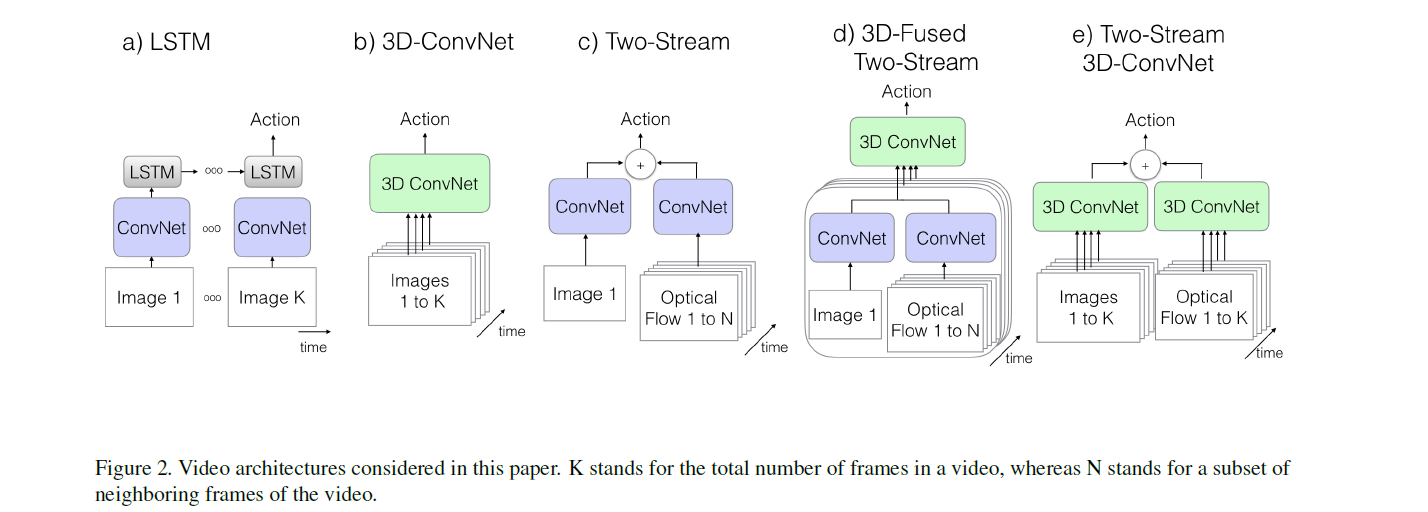 a) LSTM
Action
LSTM
ooo
LSTM
ConvNet
ooo
ConvNet
Image 1
ooo
Image K
time
b) 3D-ConvNet
Action
3D ConvNet
Images
1 to K
time
c) Two-Stream
Action
+
ConvNet
ConvNet
Image 1
Optical
Flow 1 to N
time
d) 3D-Fused
Two-Stream
Action
3D ConvNet
ConvNet
ConvNet
Image 1
Optical
Flow 1 to N
time
e) Two-Stream
3D-ConvNet
Action
+
3D ConvNet
3D ConvNet
Images
1 to K
Optical
Flow 1 to K
time
Figure 2. Video architectures considered in this paper. K stands for the total number of frames in a video, whereas N stands for a subset of
neighboring frames of the video.